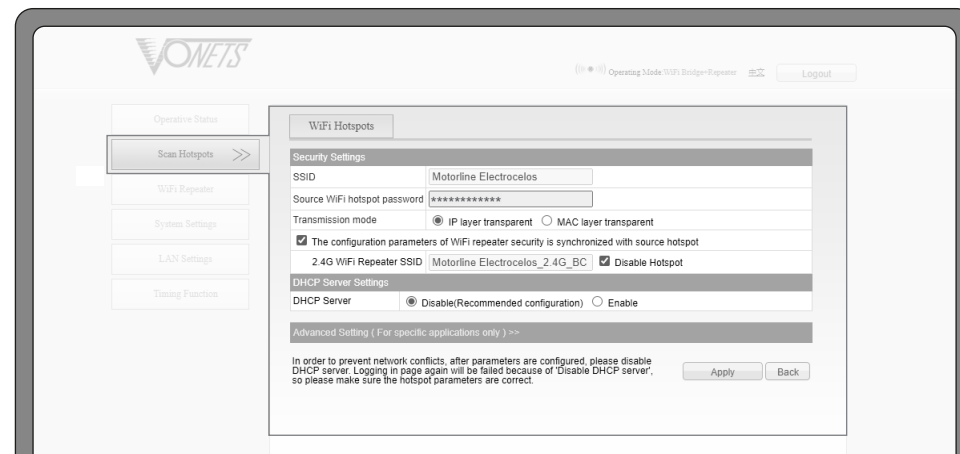 VONETS
Operating Mode WiFi Bridge+Repeater 中文 Logout
Operative Status
Scan Hotspots >>
WiFi Repeater
System Settings
LAN Settings
Timing Function
WiFi Hotspots
Security Settings
SSID Motorline Electrocelos
Source WiFi hotspot password ************
Transmission mode IP layer transparent MAC layer transparent
The configuration parameters of WiFi repeater security is synchronized with source hotspot
2.4G WiFi Repeater SSID Motorline Electrocelos_2.4G_BC Disable Hotspot
DHCP Server Settings
DHCP Server Disable(Recommended configuration) Enable
Advanced Setting ( For specific applications only ) >>
In order to prevent network conflicts, after parameters are configured, please disable
DHCP server. Logging in page again will be failed because of 'Disable DHCP server',
so please make sure the hotspot parameters are correct.
Apply Back